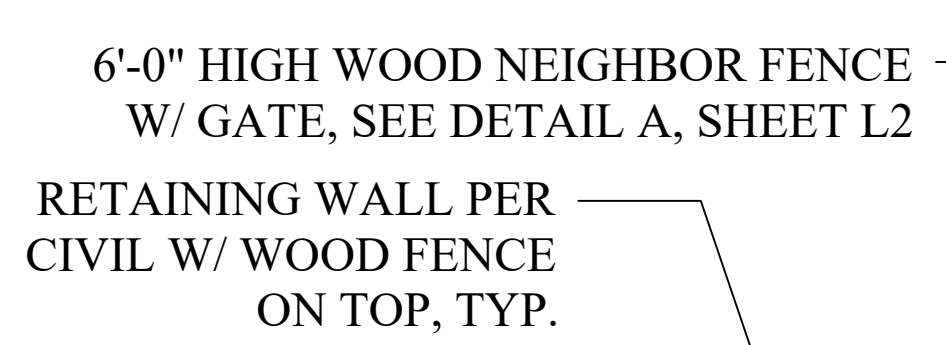 6'-0" HIGH WOOD NEIGHBOR FENCE
W/ GATE, SEE DETAIL A, SHEET L2
RETAINING WALL PER
CIVIL W/ WOOD FENCE
ON TOP, TYP.